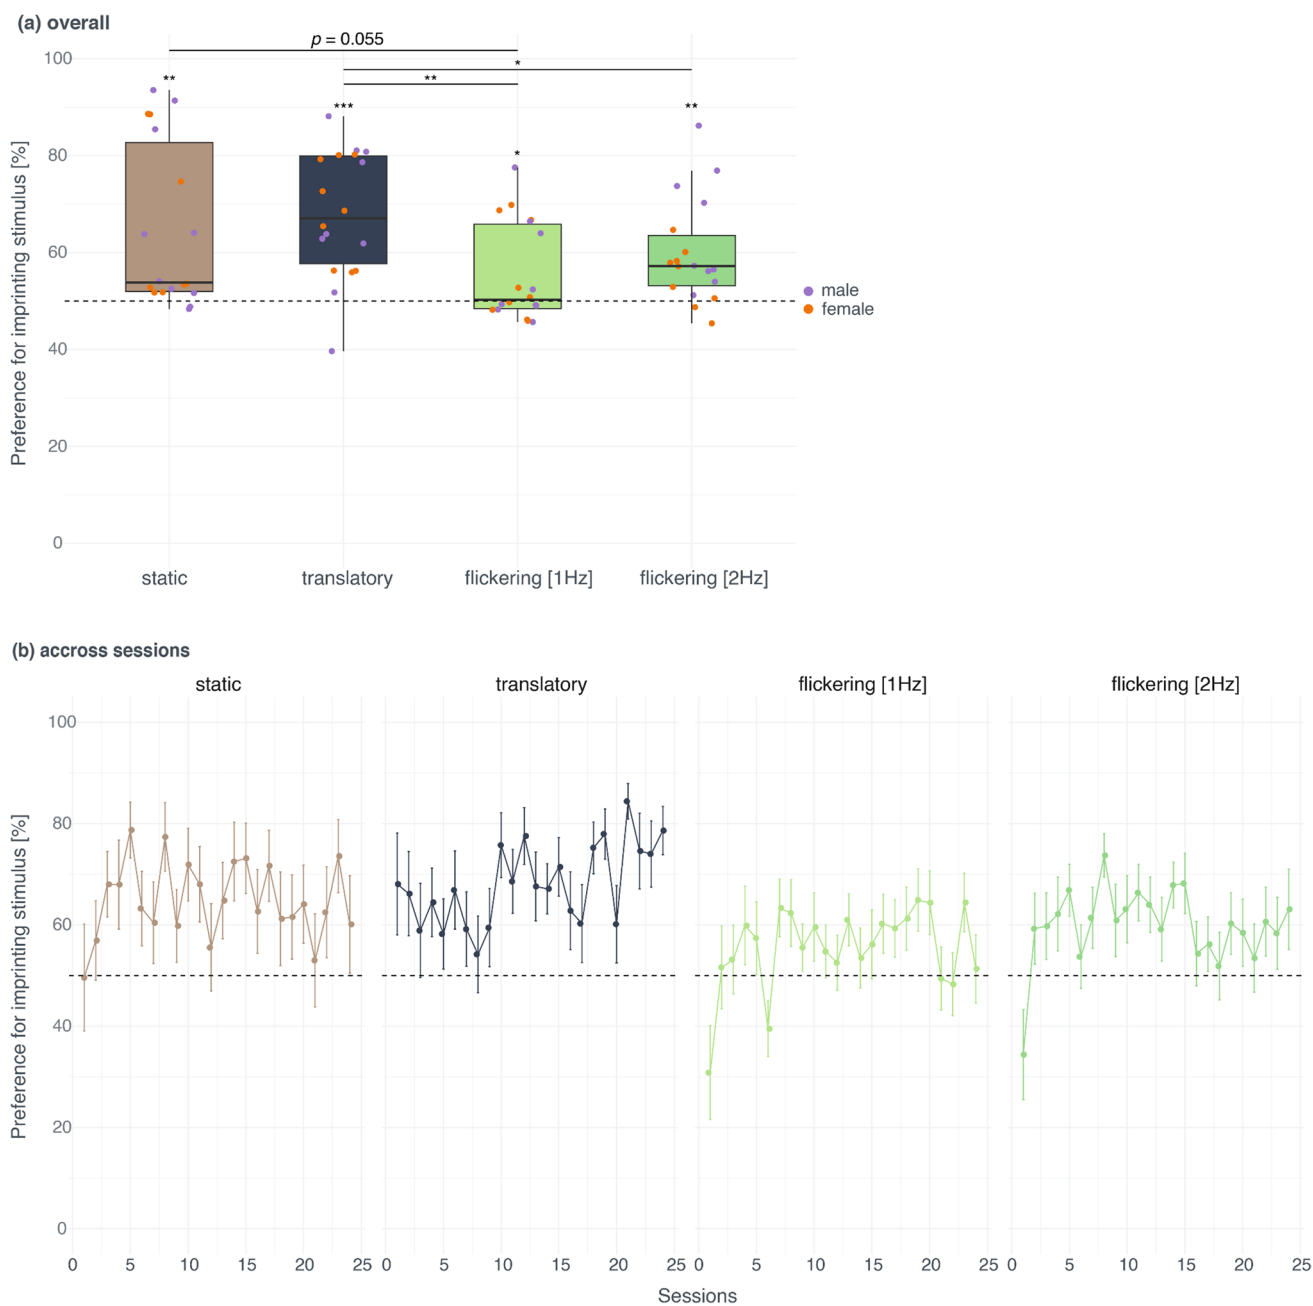 (a) overall
p = 0.055
100
**
*
**
***
**
*
80
60
40
20
0
Preference for imprinting stimulus [%]
male
female
static translatory flickering [1Hz] flickering [2Hz]
(b) accross sessions
static translatory flickering [1Hz] flickering [2Hz]
100
80
60
40
20
0
Preference for imprinting stimulus [%]
0 5 10 15 20 25 0 5 10 15 20 25 0 5 10 15 20 25 0 5 10 15 20 25
Sessions